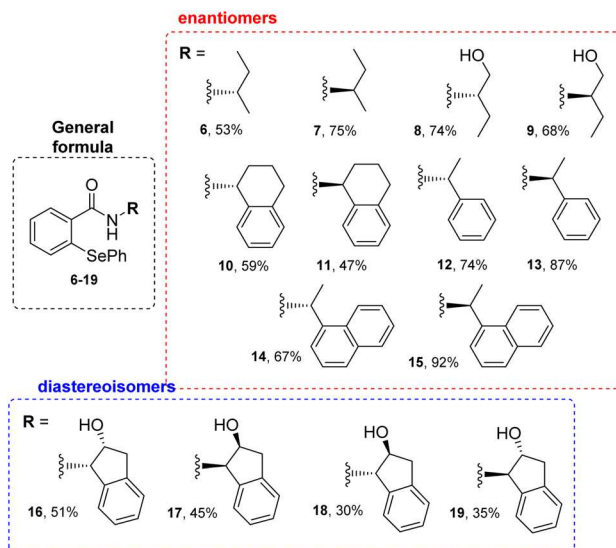 enantiomers
R =
HO
HO
6, 53%
7, 75%
8, 74%
9, 68%
General
formula
O
N
H
R
SePh
6-19
10, 59%
11, 47%
12, 74%
13, 87%
14, 67%
15, 92%
diastereoisomers
R =
HO
HO
HO
HO
16, 51%
17, 45%
18, 30%
19, 35%